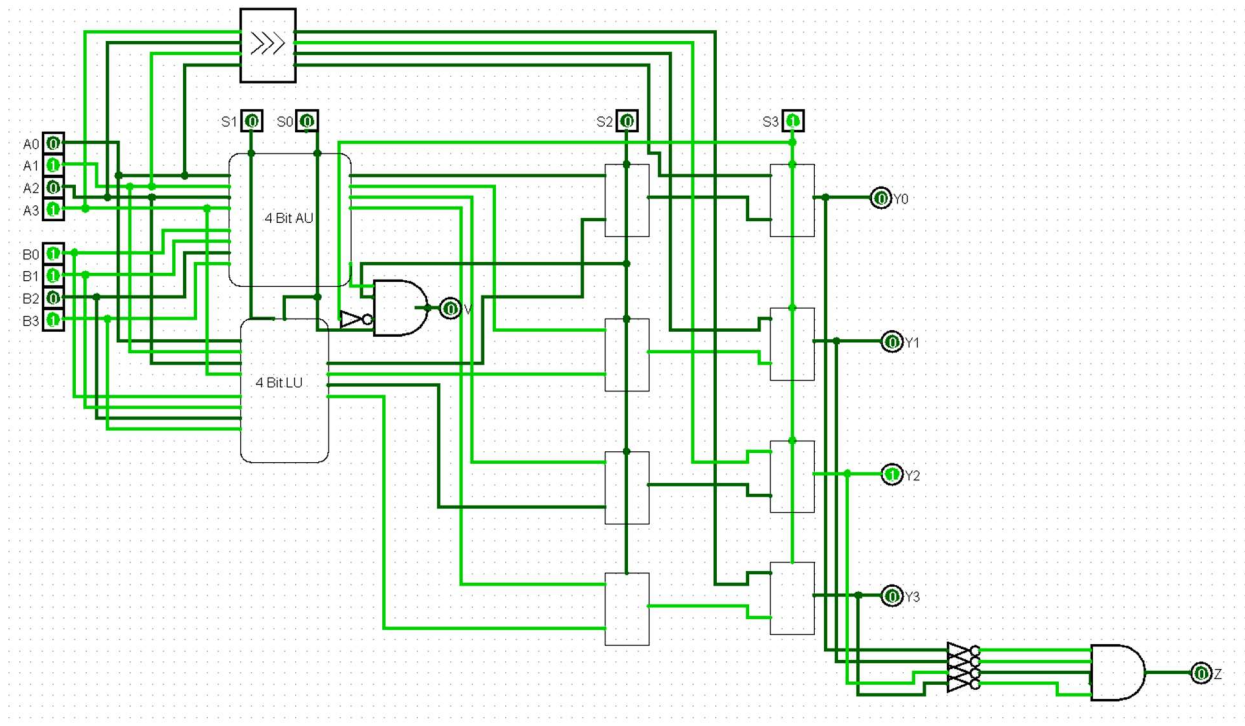 >>>
S1 0 S0 0 S2 0 S3 1
A0 0
A1 1
A2 0
A3 1
4 Bit AU
0 Y0
B0 1
B1 1
B2 0
B3 1
0 V
0 Y1
4 Bit LU
1 Y2
0 Y3
0 Z